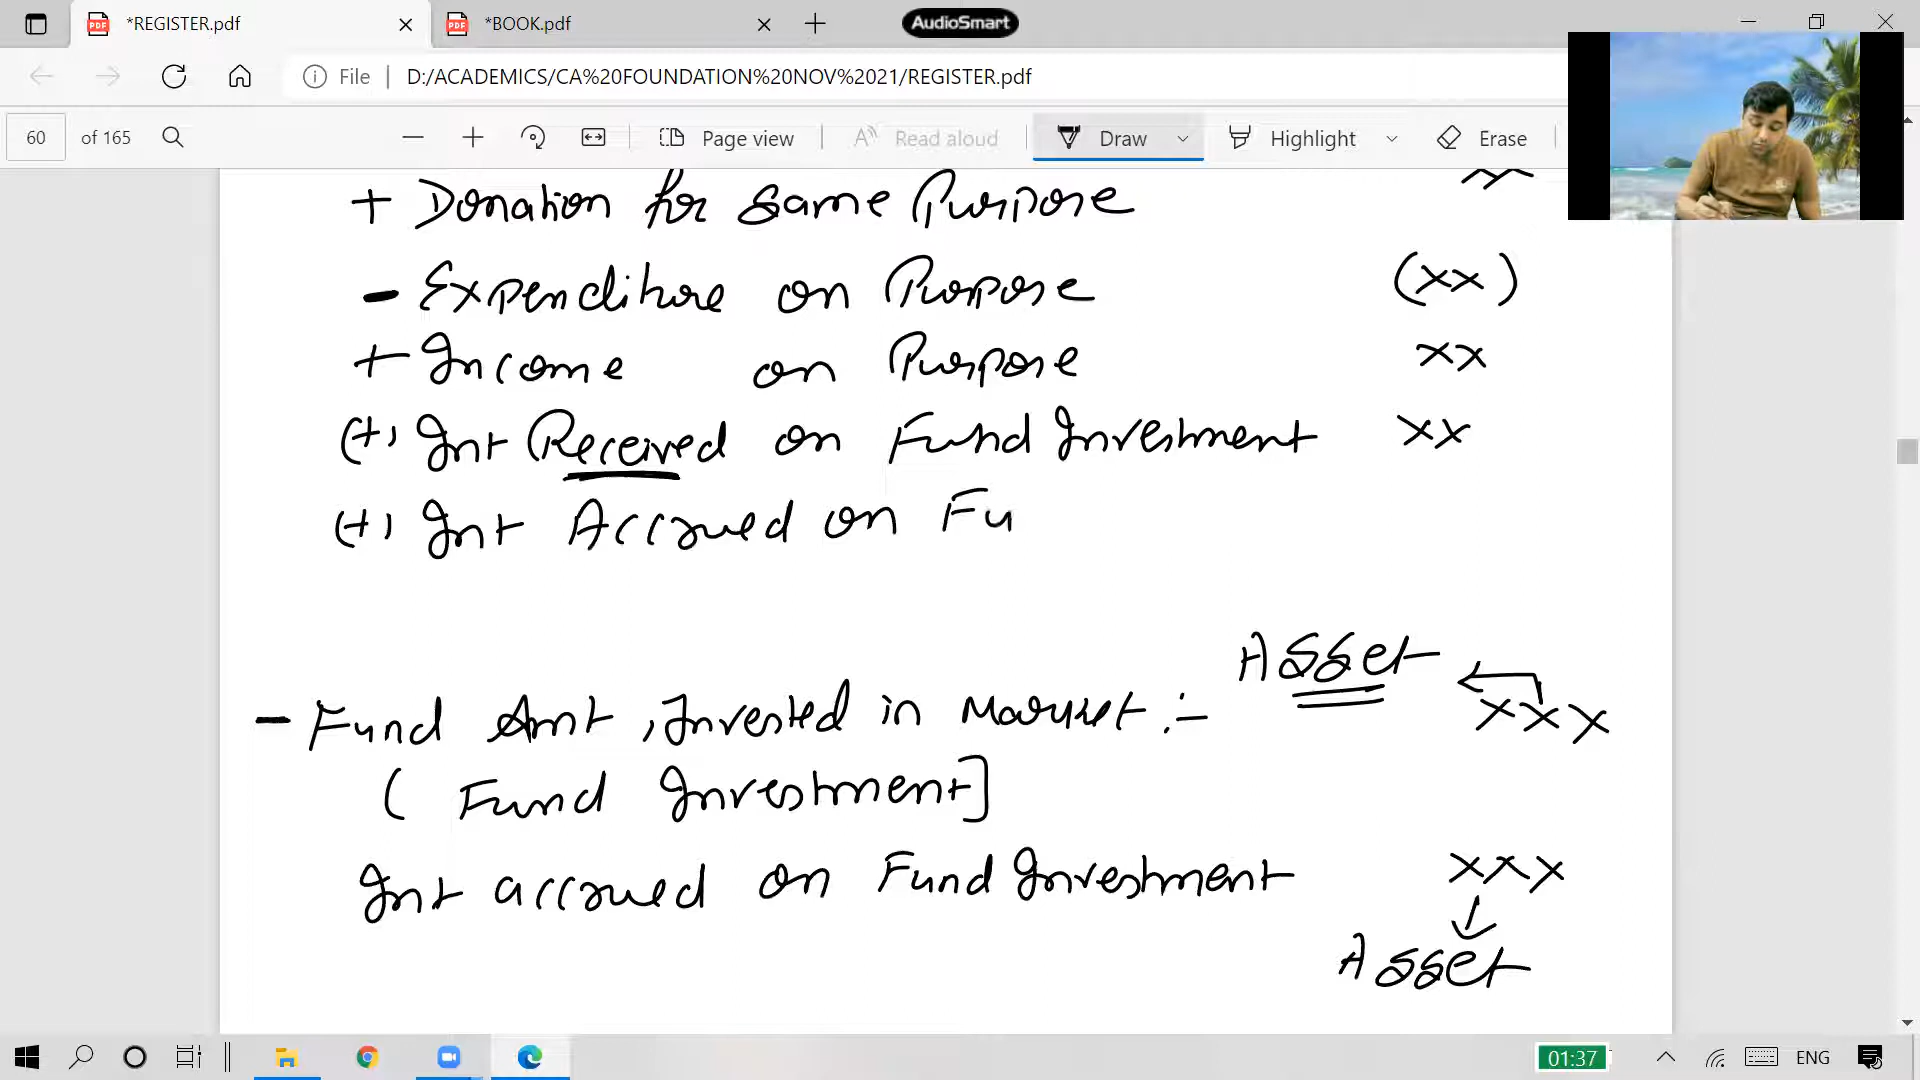 *REGISTER.pdf
*BOOK.pdf
AudioSmart
File
D:/ACADEMICS/CA%20FOUNDATION%20NOV%2021/REGISTER.pdf
60 of 165
Page view
Read aloud
Draw
Highlight
Erase
+ Donation for Same Purpose
- Expenditure on Purpose (xx)
+ Income on Purpose xx
(+) Int Received on Fund Investment xx
(+) Int Accrued on Fu
Asset
- Fund Amt, Invested in Market :- xxx
( Fund Investment]
Int accrued on Fund Investment xxx
Asset
01:37
ENG